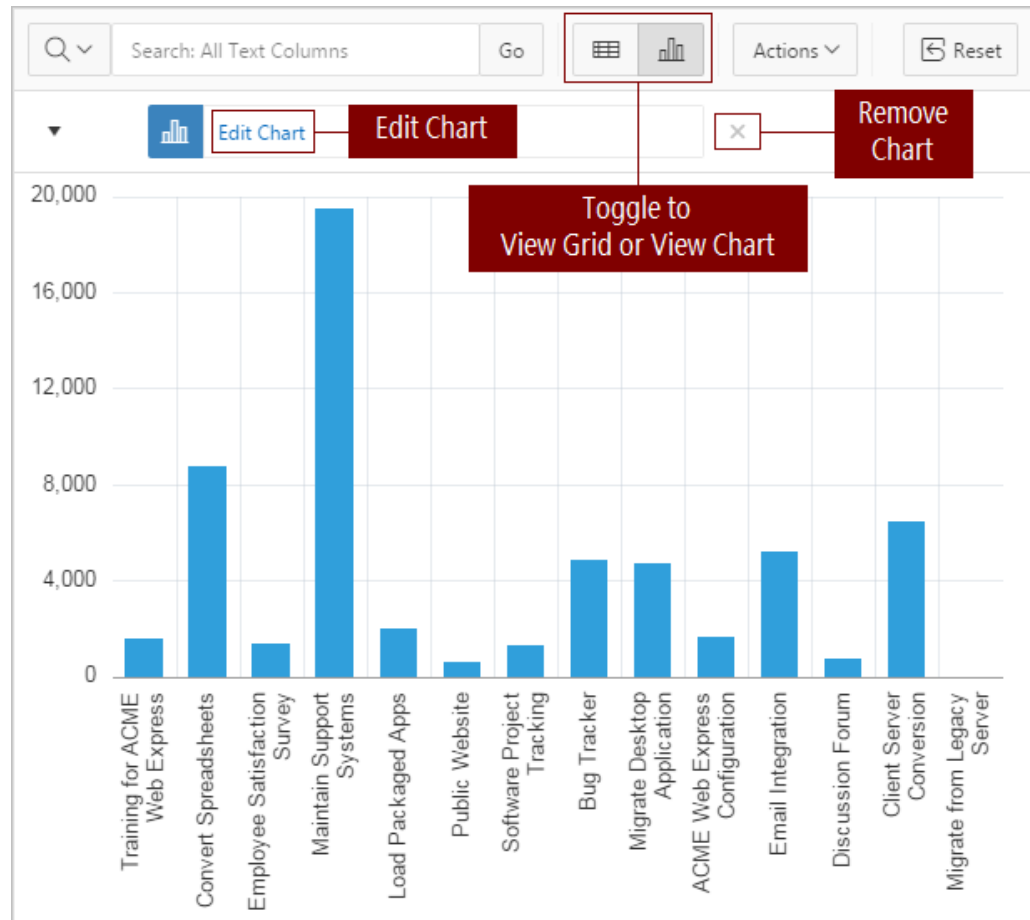 Search: All Text Columns
Go
Actions
Reset
Edit Chart
Edit Chart
Remove
Chart
Toggle to
View Grid or View Chart
20,000
16,000
12,000
8,000
4,000
0
Training for ACME
Web Express
Convert Spreadsheets
Employee Satisfaction
Survey
Maintain Support
Systems
Load Packaged Apps
Public Website
Software Project
Tracking
Bug Tracker
Migrate Desktop
Application
ACME Web Express
Configuration
Email Integration
Discussion Forum
Client Server
Conversion
Migrate from Legacy
Server